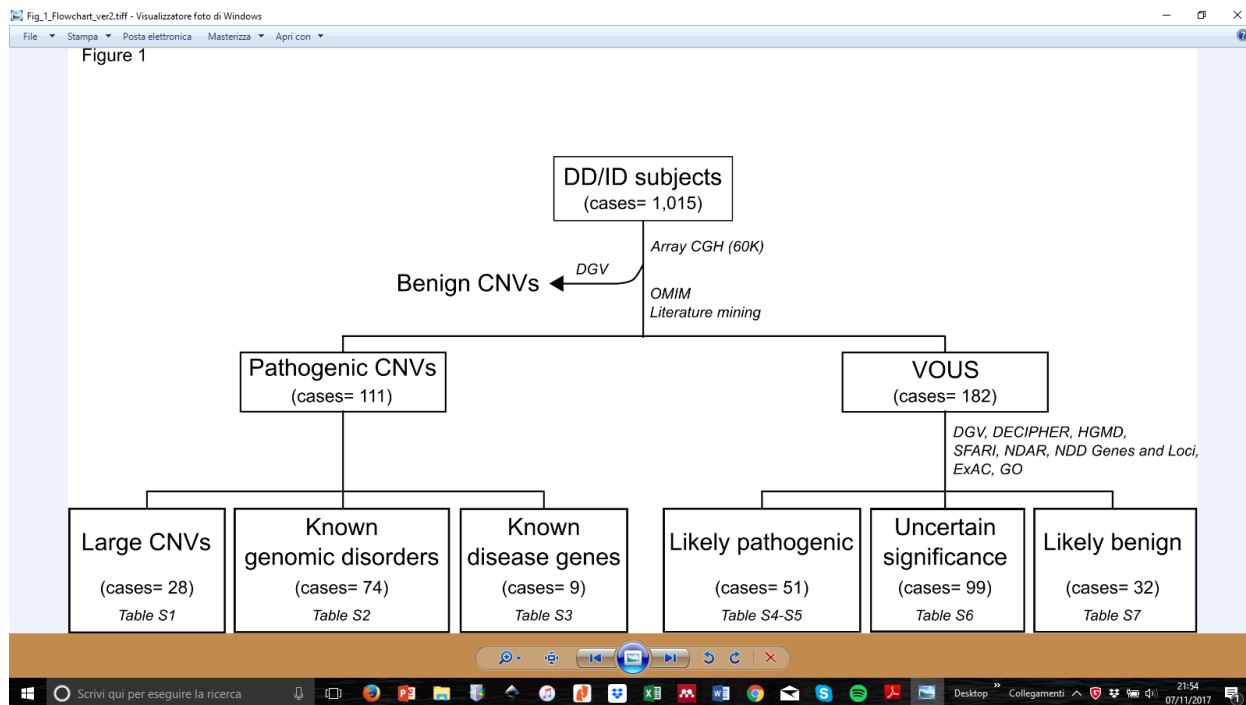 Fig_1_Flowchart_ver2.tiff - Visualizzatore foto di Windows
File Stampa Posta elettronica Masterizza Apri con
Figure 1
DD/ID subjects
(cases= 1,015)
Array CGH (60K)
DGV
Benign CNVs
OMIM
Literature mining
Pathogenic CNVs
(cases= 111)
VOUS
(cases= 182)
DGV, DECIPHER, HGMD,
SFARI, NDAR, NDD Genes and Loci,
ExAC, GO
Large CNVs
(cases= 28)
Table S1
Known
genomic disorders
(cases= 74)
Table S2
Known
disease genes
(cases= 9)
Table S3
Likely pathogenic
(cases= 51)
Table S4-S5
Uncertain
significance
(cases= 99)
Table S6
Likely benign
(cases= 32)
Table S7
Scrivi qui per eseguire la ricerca
Desktop
Collegamenti
21:54
07/11/2017